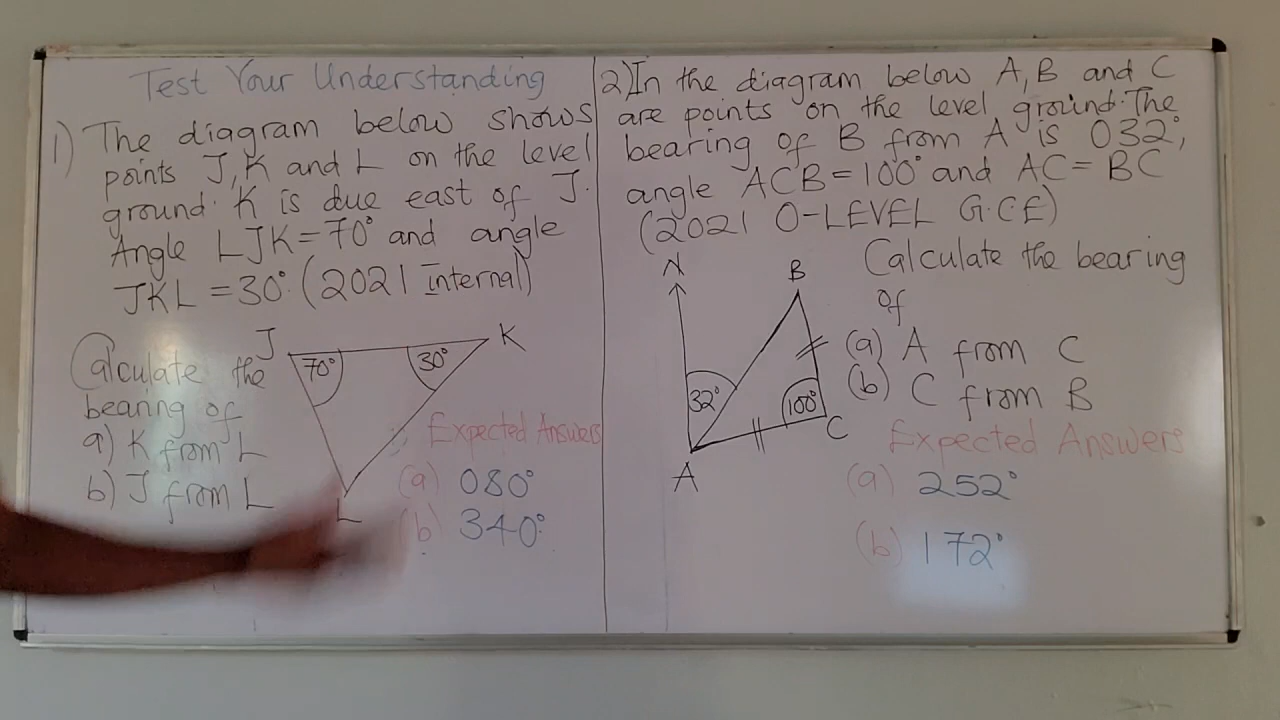 Test Your Understanding
1) The diagram below shows
points J, K and L on the level
ground. K is due east of J.
Angle LJK = 70° and angle
JKL = 30°. (2021 internal)
Calculate the
bearing of
a) K from L
b) J from L
J
K
70°
30°
L
Expected Answers
(a) 080°
(b) 340°
2) In the diagram below A, B and C
are points on the level ground. The
bearing of B from A is 032°,
angle ACB = 100° and AC = BC
(2021 O-LEVEL G.C.E)
Calculate the bearing
of
(a) A from C
(b) C from B
N
B
32°
100°
C
A
Expected Answers
(a) 252°
(b) 172°